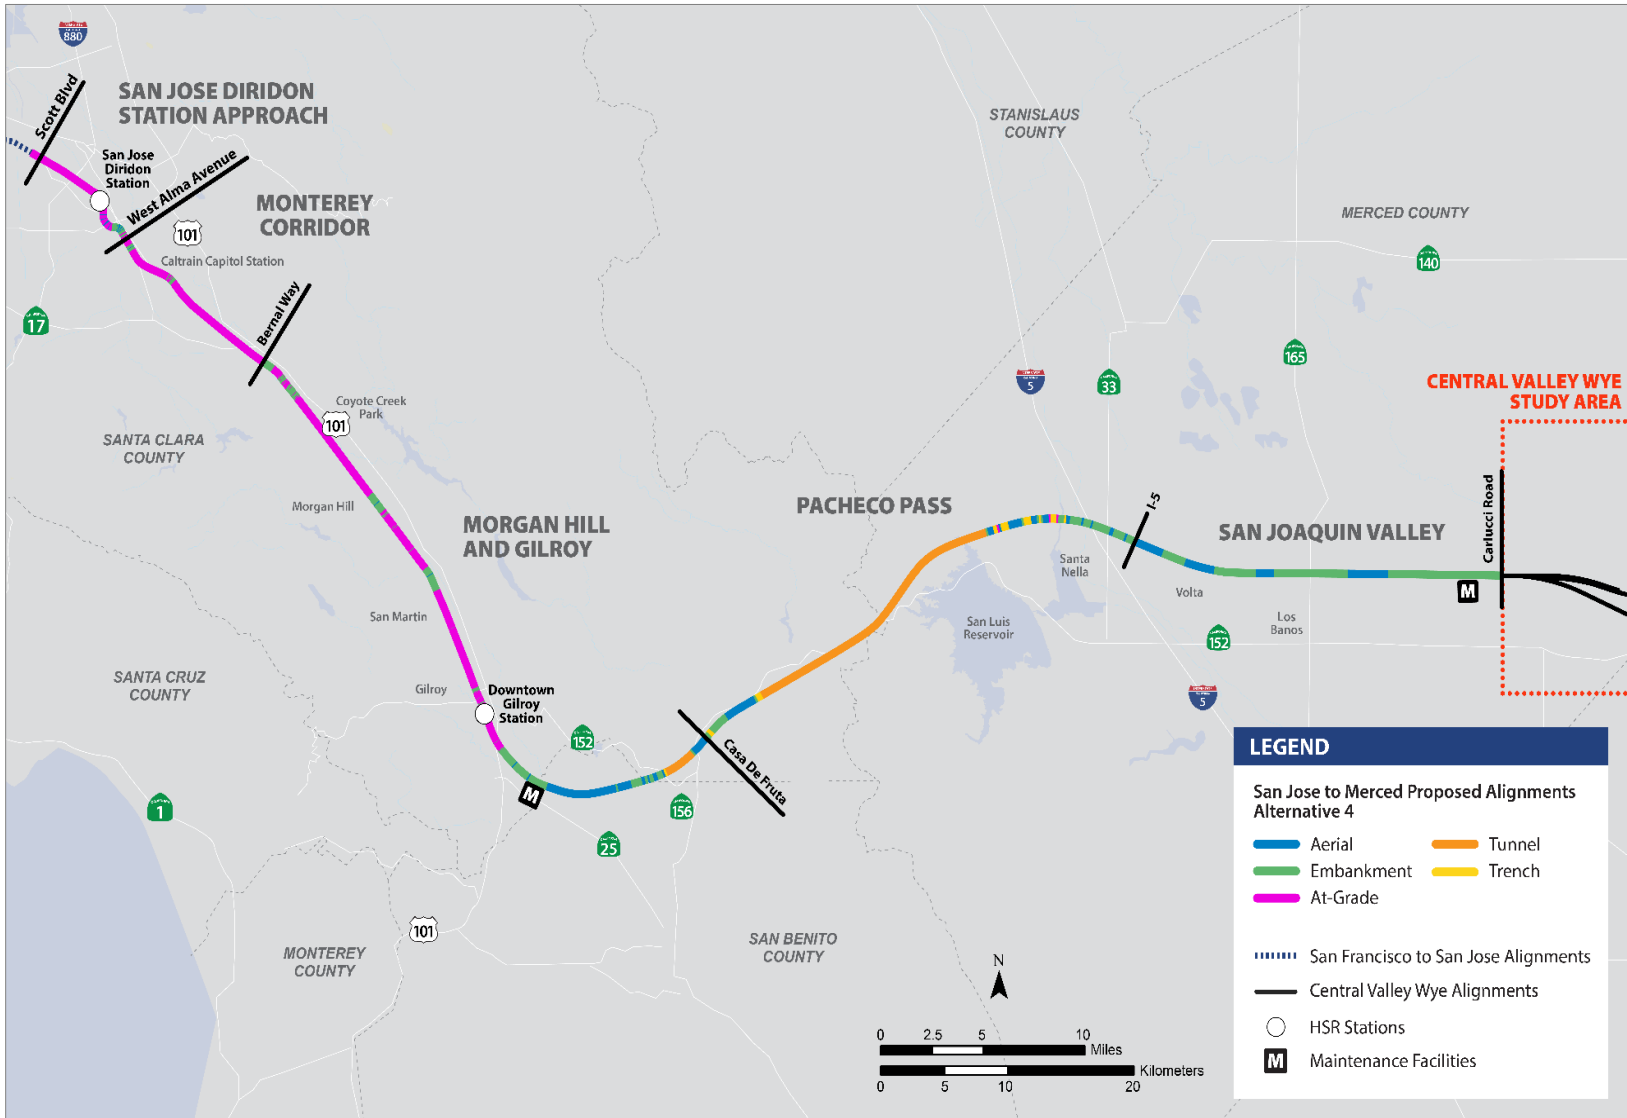 880
Scott Blvd
SAN JOSE DIRIDON
STATION APPROACH
San Jose
Diridon
Station
West Alma Avenue
MONTEREY
CORRIDOR
101
Caltrain Capitol Station
17
Bernal Way
Coyote Creek
Park
101
SANTA CLARA
COUNTY
Morgan Hill
MORGAN HILL
AND GILROY
San Martin
SANTA CRUZ
COUNTY
Gilroy
Downtown
Gilroy
Station
152
M
156
25
Casa De Fruta
1
101
MONTEREY
COUNTY
SAN BENITO
COUNTY
STANISLAUS
COUNTY
MERCED COUNTY
140
165
5
33
PACHECO PASS
I-5
SAN JOAQUIN VALLEY
Santa
Nella
San Luis
Reservoir
Volta
Los
Banos
152
5
M
Carlucci Road
CENTRAL VALLEY WYE
STUDY AREA
N
0 2.5 5 10
Miles
Kilometers
0 5 10 20
LEGEND
San Jose to Merced Proposed Alignments
Alternative 4
Aerial
Tunnel
Embankment
Trench
At-Grade
San Francisco to San Jose Alignments
Central Valley Wye Alignments
HSR Stations
M
Maintenance Facilities